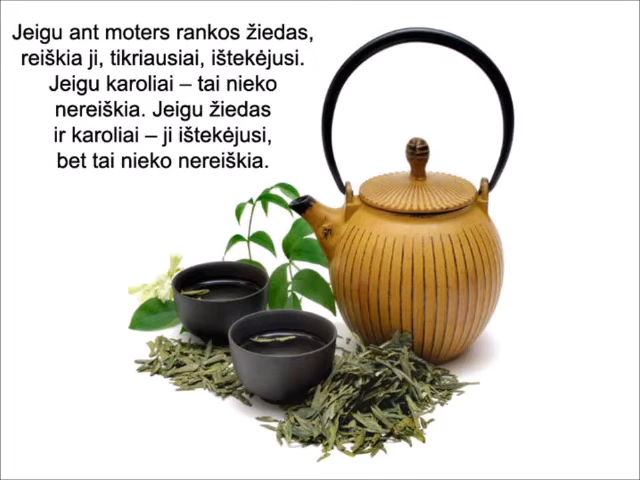 Jeigu ant moters rankos žiedas,
reiškia ji, tikriausiai, ištekėjusi.
Jeigu karoliai – tai nieko
nereiškia. Jeigu žiedas
ir karoliai – ji ištekėjusi,
bet tai nieko nereiškia.